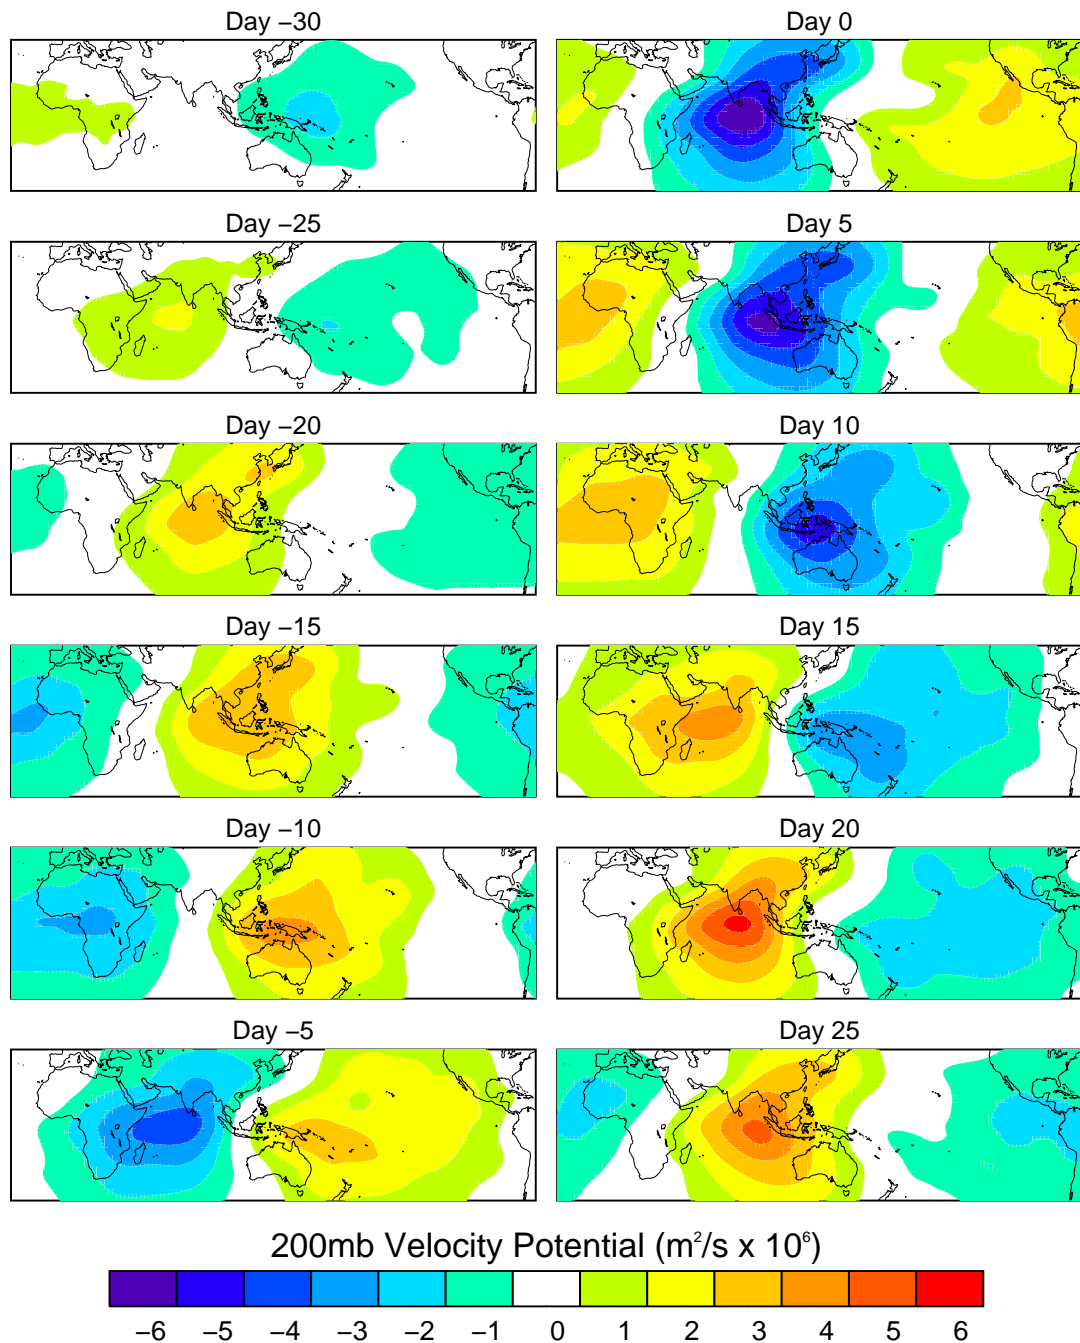 Day −30
Day 0
Day −25
Day 5
Day −20
Day 10
Day −15
Day 15
Day −10
Day 20
Day −5
Day 25
200mb Velocity Potential (m²/s x 10⁶)
−6 −5 −4 −3 −2 −1 0 1 2 3 4 5 6